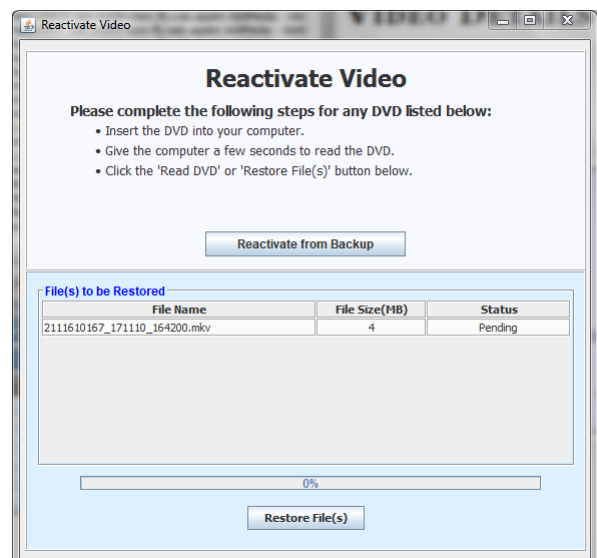 VIDEO DETAILS
Reactivate Video
Reactivate Video
Please complete the following steps for any DVD listed below:
• Insert the DVD into your computer.
• Give the computer a few seconds to read the DVD.
• Click the 'Read DVD' or 'Restore File(s)' button below.
Reactivate from Backup
File(s) to be Restored
File Name File Size(MB) Status
2111610167_171110_164200.mkv 4 Pending
0%
Restore File(s)